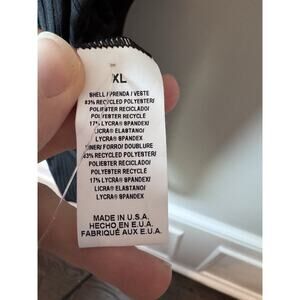 XL
SHELL/PRENDA/VESTE
83% RECYCLED POLYESTER/
POLIESTER RECICLADO/
POLYESTER RECYCLÉ
17% LYCRA® SPANDEX/
LICRA® ELASTANO/
LYCRA® SPANDEX
LINER/FORRO/DOUBLURE
83% RECYCLED POLYESTER/
POLIESTER RECICLADO/
POLYESTER RECYCLÉ
17% LYCRA® SPANDEX/
LICRA® ELASTANO/
LYCRA® SPANDEX
MADE IN U.S.A.
HECHO EN E.U.A.
FABRIQUÉ AUX E.U.A.